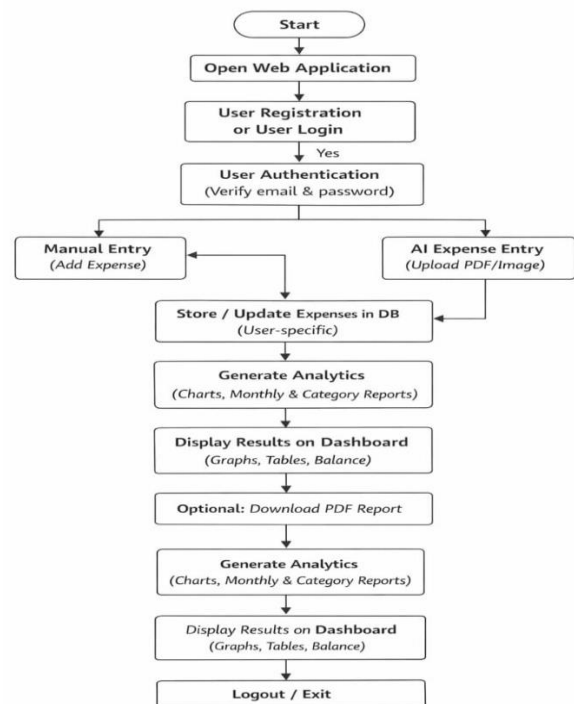 Start
Open Web Application
User Registration
or User Login
Yes
User Authentication
(Verify email & password)
Manual Entry
(Add Expense)
AI Expense Entry
(Upload PDF/Image)
Store / Update Expenses in DB
(User-specific)
Generate Analytics
(Charts, Monthly & Category Reports)
Display Results on Dashboard
(Graphs, Tables, Balance)
Optional: Download PDF Report
Generate Analytics
(Charts, Monthly & Category Reports)
Display Results on Dashboard
(Graphs, Tables, Balance)
Logout / Exit